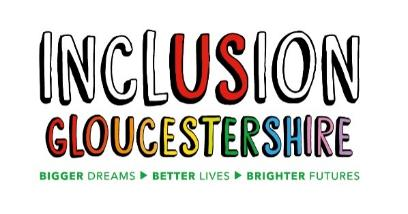 INCLUSION
GLOUCESTERSHIRE
BIGGER DREAMS ▶ BETTER LIVES ▶ BRIGHTER FUTURES